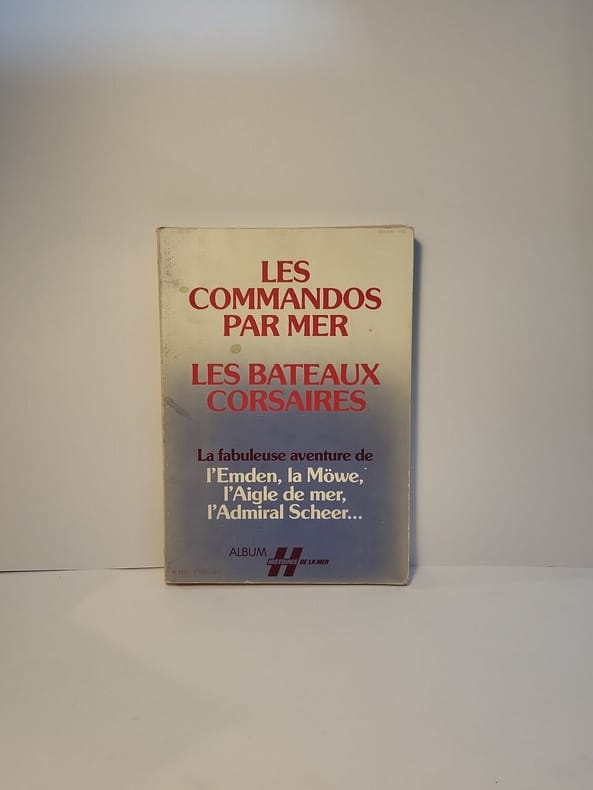 LES
COMMANDOS
PAR MER
LES BATEAUX
CORSAIRES
La fabuleuse aventure de
l'Emden, la Möwe,
l'Aigle de mer,
l'Admiral Scheer...
ALBUM H
HISTOIRES DE LA MER